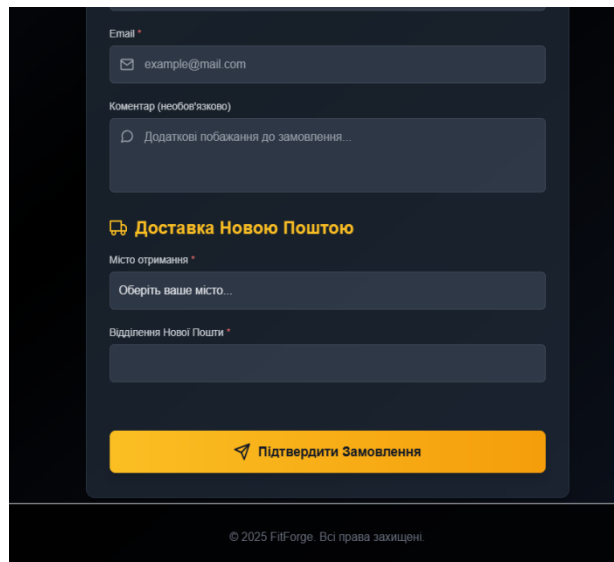 Email *
example@mail.com
Коментар (необов'язково)
Додаткові побажання до замовлення...
Доставка Новою Поштою
Місто отримання *
Оберіть ваше місто...
Відділення Нової Пошти *
Підтвердити Замовлення
© 2025 FitForge. Всі права захищені.